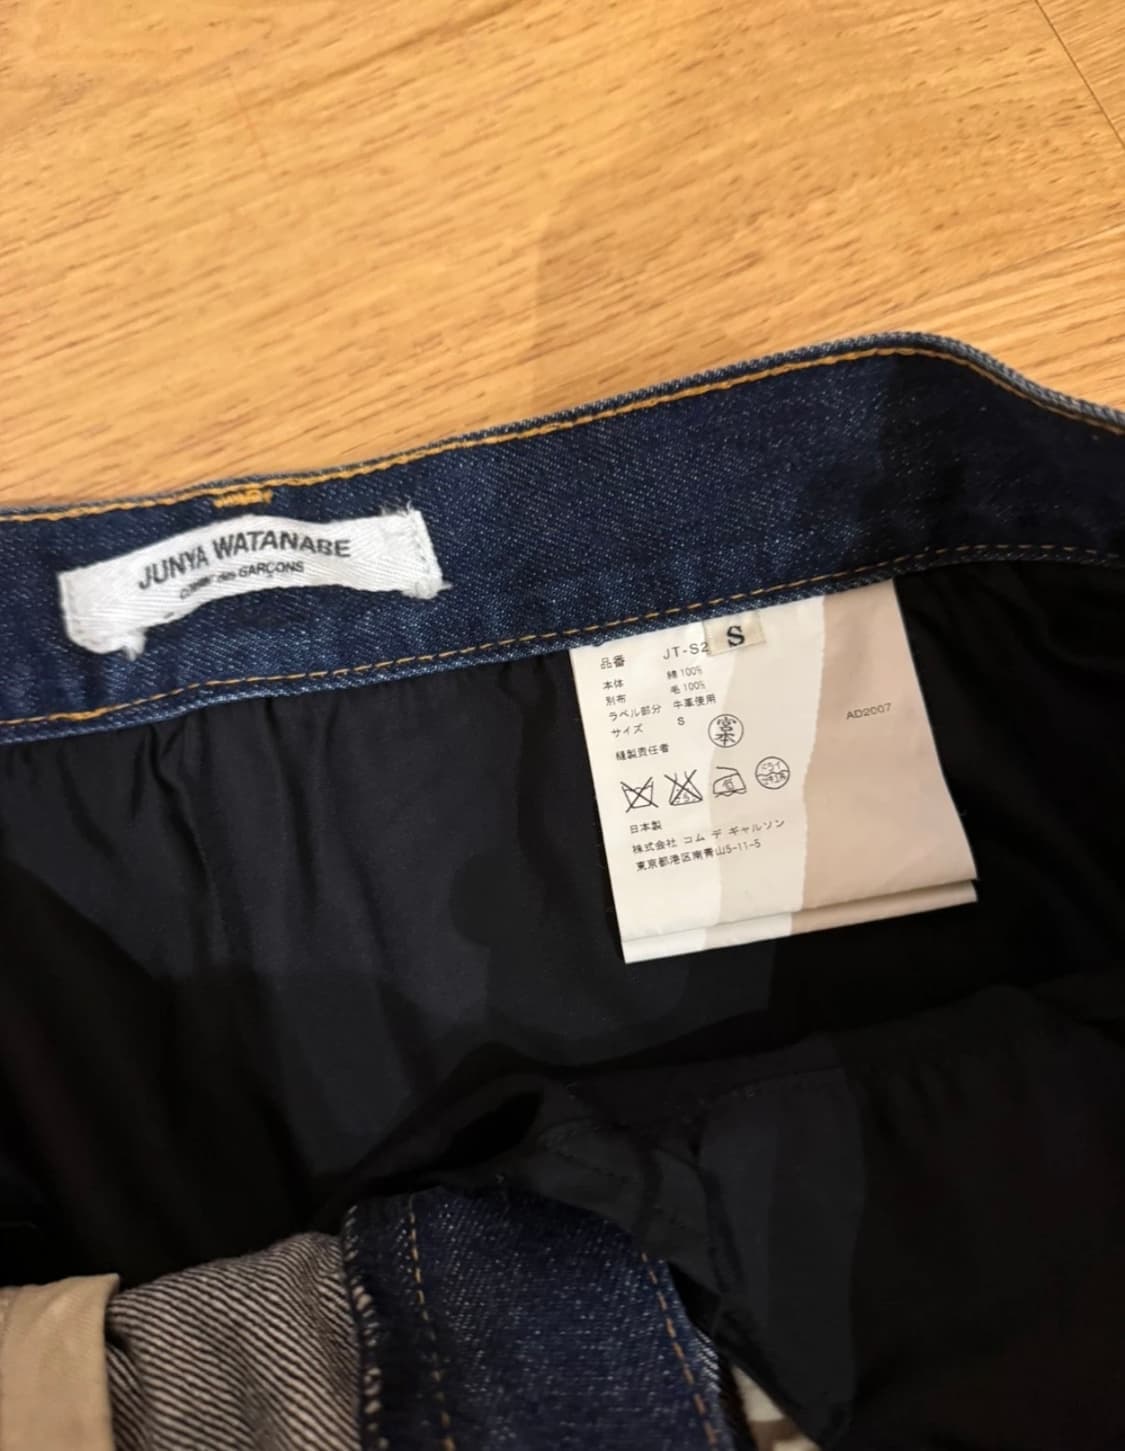 JUNYA WATANABE
COMME des GARÇONS
S
品番 JT-S2
本体 綿100%
別布 毛100%
ラベル部分 牛革使用
サイズ S
縫製責任者
宮本
日本製
株式会社 コム デ ギャルソン
東京都港区南青山5-11-5
AD2007